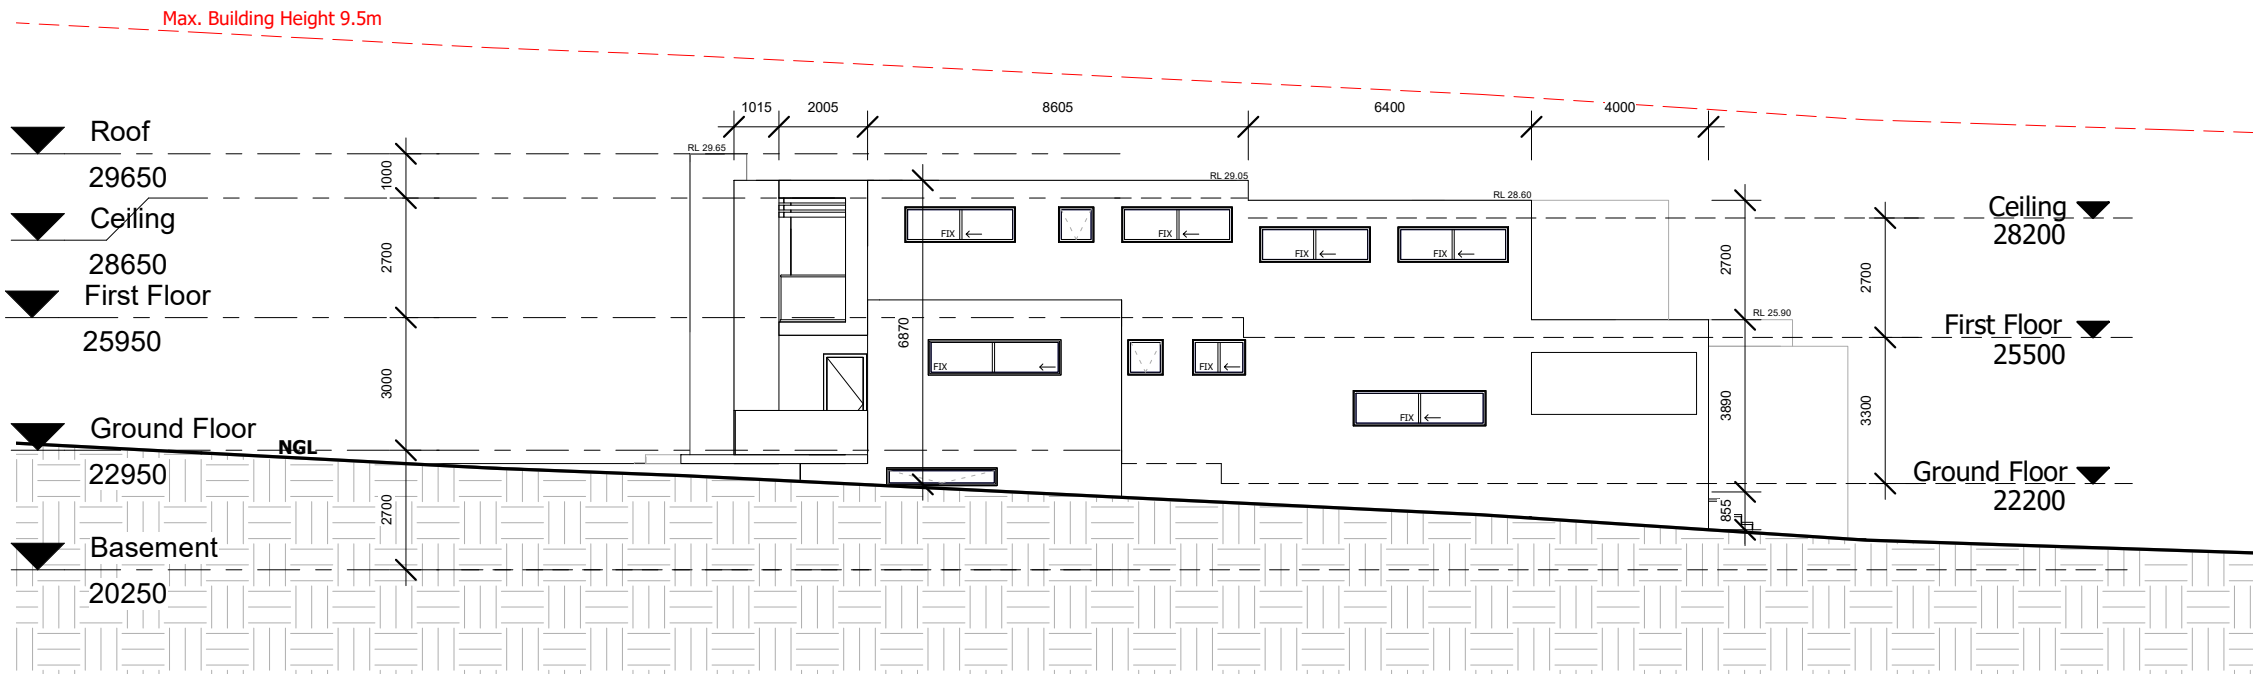 Max. Building Height 9.5m
1015 2005 8605 6400 4000
Roof
29650
RL 29.65
RL 29.05
RL 28.60
Ceiling
28650
First Floor
25950
Ground Floor
22950
Basement
20250
1000
2700
3000
2700
NGL
FIX
FIX
FIX
FIX
6870
FIX
FIX
FIX
RL 25.90
2700
3890
855
2700
3300
Ceiling
28200
First Floor
25500
Ground Floor
22200